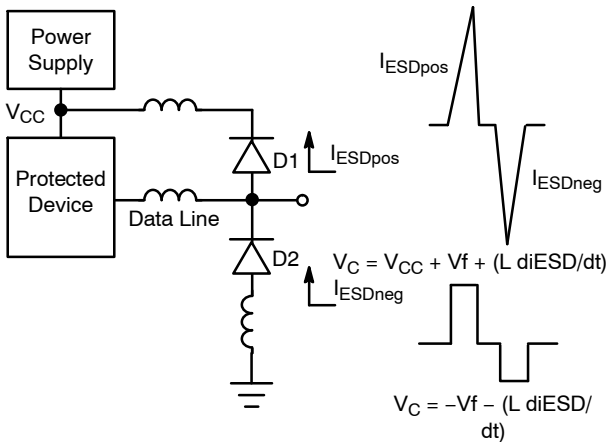 Power
Supply
V_CC
Protected
Device
Data Line
D1
I_ESDpos
D2
I_ESDneg
I_ESDpos
I_ESDneg
V_C = V_CC + Vf + (L diESD/dt)
V_C = −Vf − (L diESD/
dt)